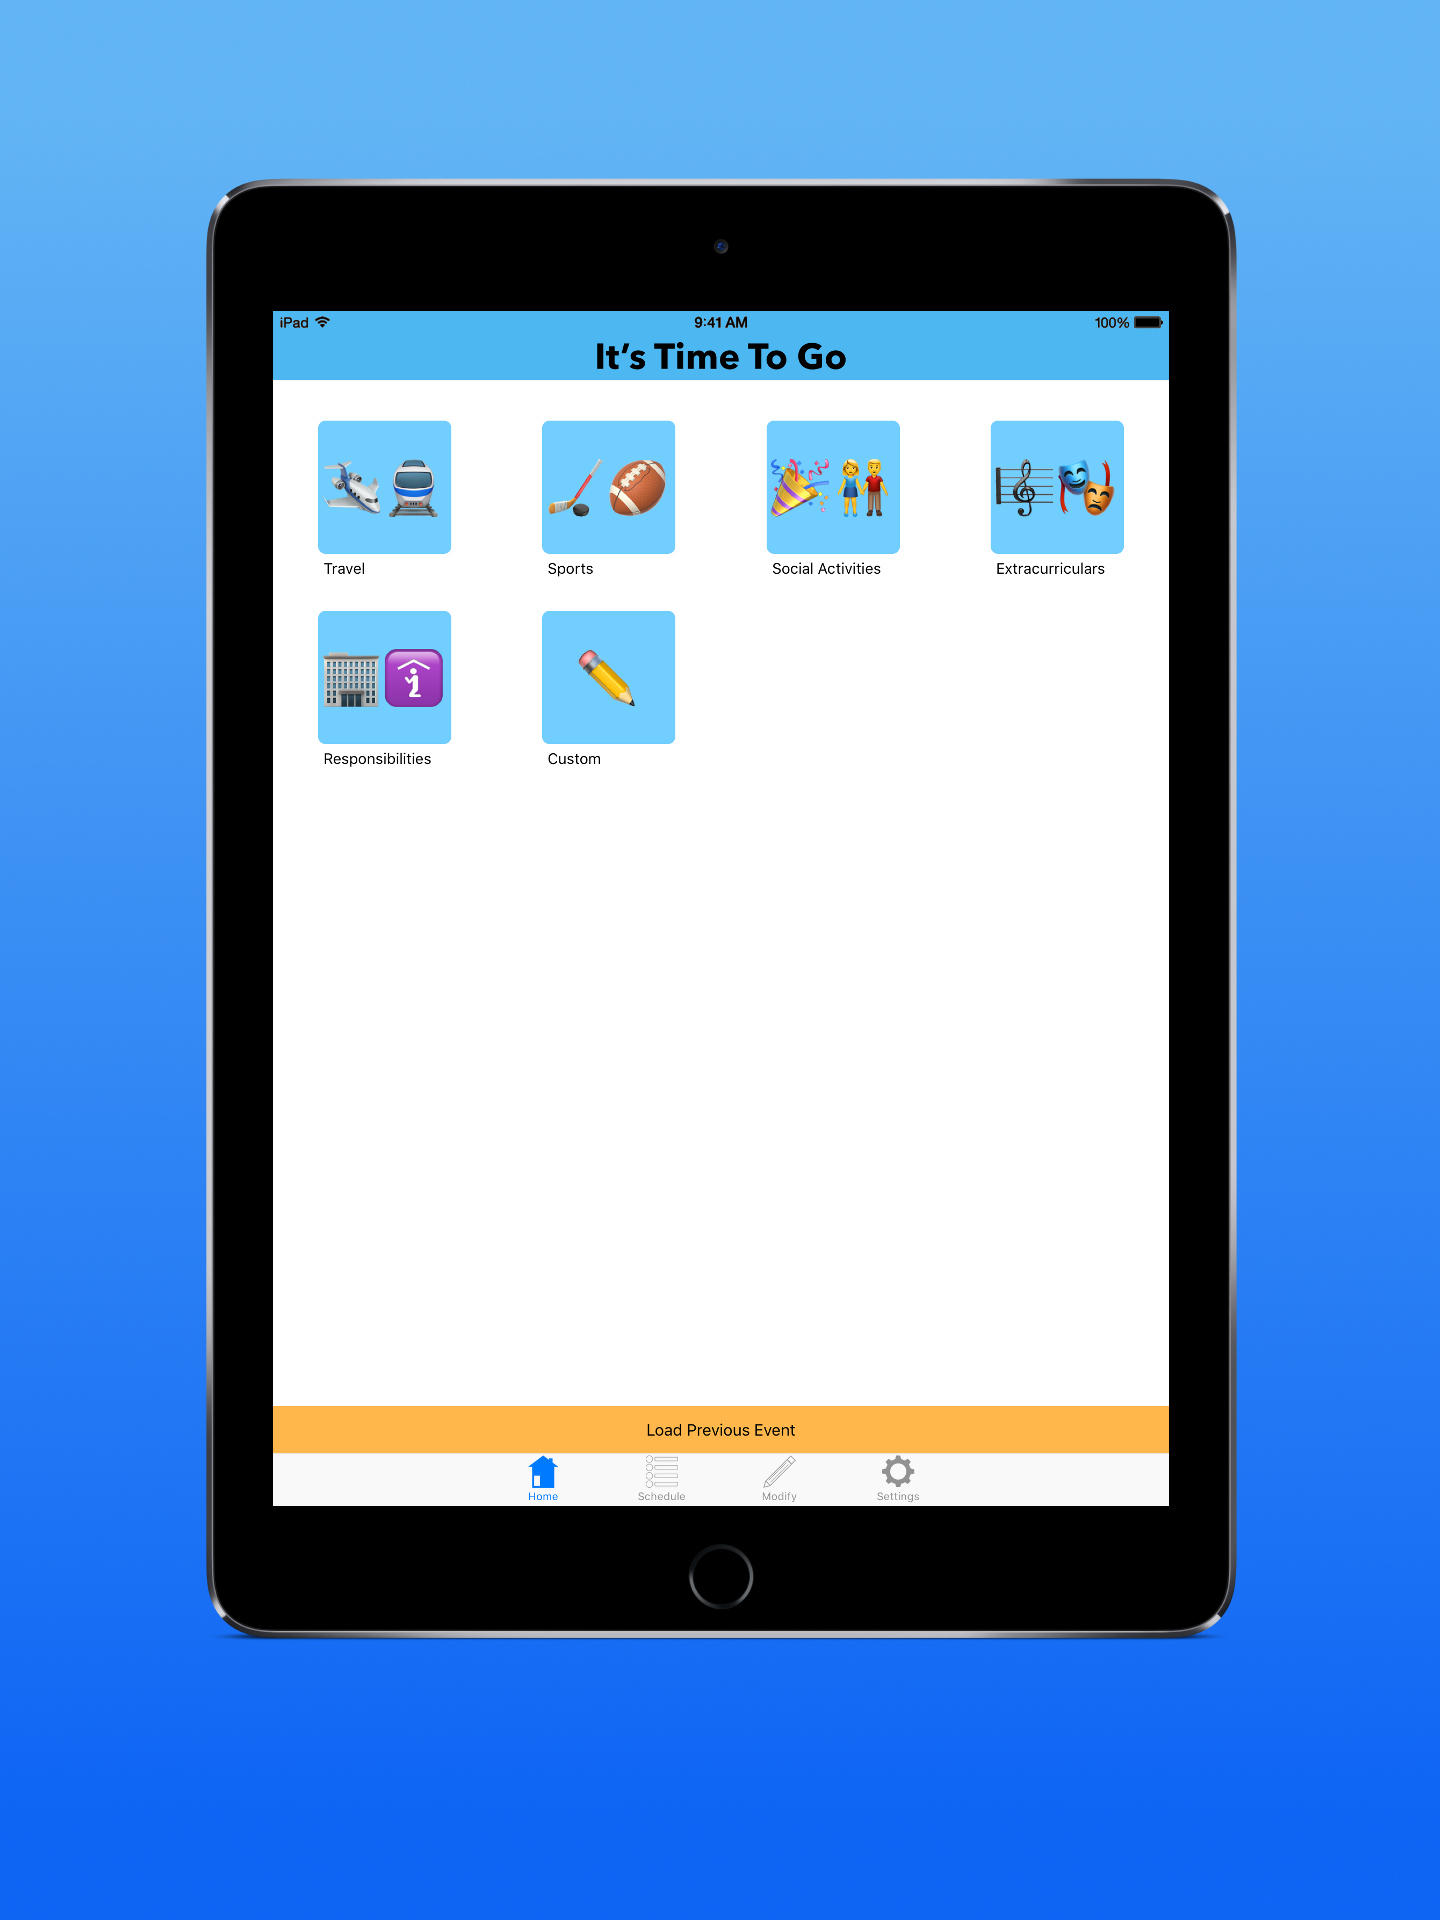 iPad 9:41 AM 100%
It's Time To Go
Travel Sports Social Activities Extracurriculars
Responsibilities Custom
Load Previous Event
Home Schedule Modify Settings